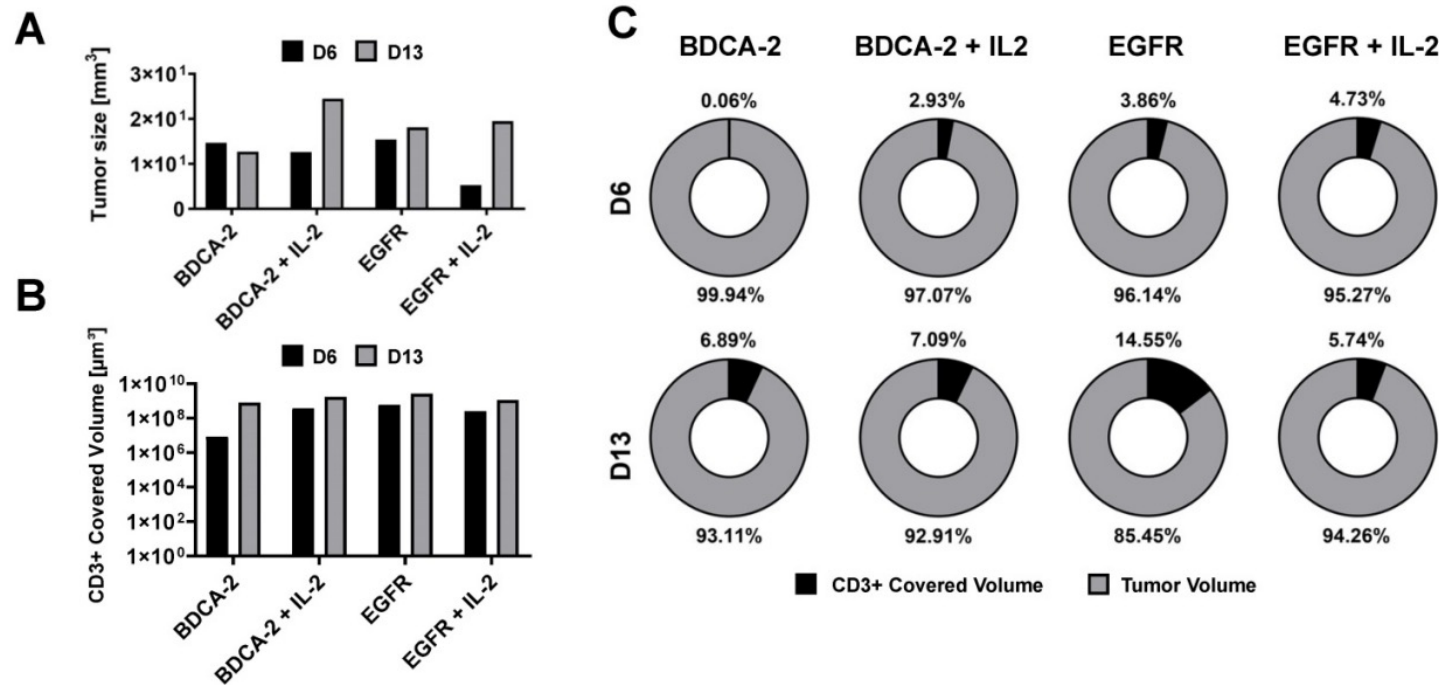 A
D6 D13
Tumor size [mm³]
3×10¹
2×10¹
1×10¹
0
BDCA-2
BDCA-2 + IL-2
EGFR
EGFR + IL-2
B
D6 D13
CD3+ Covered Volume [µm³]
1×10¹⁰
1×10⁸
1×10⁶
1×10⁴
1×10²
1×10⁰
BDCA-2
BDCA-2 + IL-2
EGFR
EGFR + IL-2
C
BDCA-2 BDCA-2 + IL2 EGFR EGFR + IL-2
0.06% 2.93% 3.86% 4.73%
D6
99.94% 97.07% 96.14% 95.27%
6.89% 7.09% 14.55% 5.74%
D13
93.11% 92.91% 85.45% 94.26%
CD3+ Covered Volume Tumor Volume